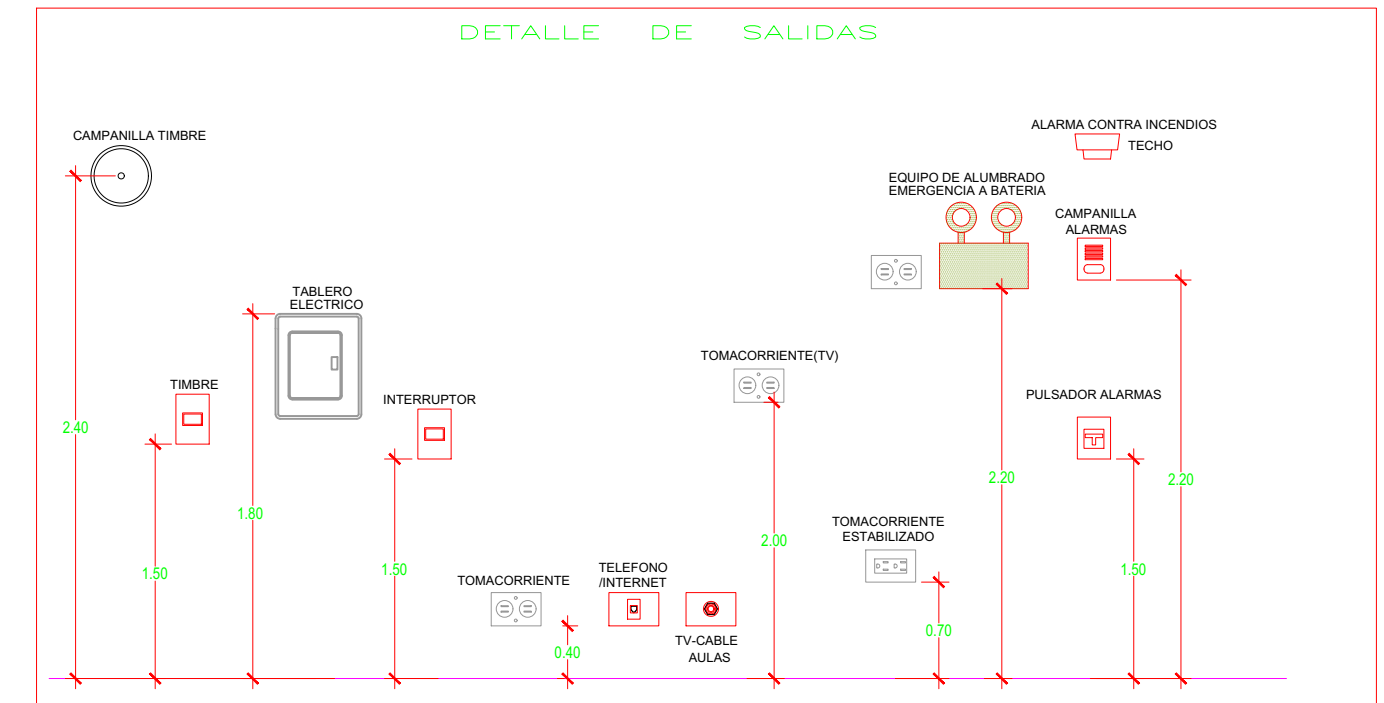 DETALLE DE SALIDAS
ALARMA CONTRA INCENDIOS
TECHO
CAMPANILLA TIMBRE
EQUIPO DE ALUMBRADO
EMERGENCIA A BATERIA
CAMPANILLA
ALARMAS
TABLERO
ELECTRICO
TOMACORRIENTE(TV)
TIMBRE
INTERRUPTOR
PULSADOR ALARMAS
2.40
2.20
2.20
1.80
TOMACORRIENTE
ESTABILIZADO
2.00
1.50
1.50
1.50
TELEFONO
/INTERNET
TOMACORRIENTE
0.70
TV-CABLE
AULAS
0.40